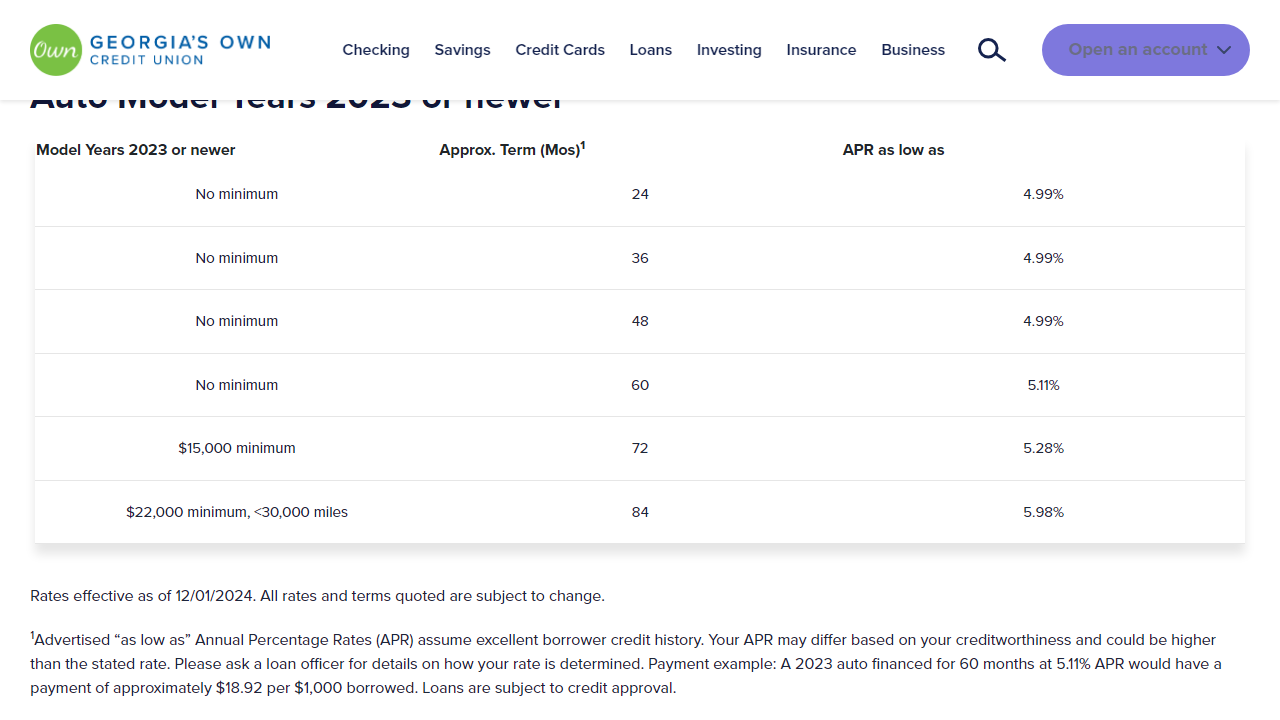 Own GEORGIA'S OWN
CREDIT UNION
Checking Savings Credit Cards Loans Investing Insurance Business Open an account
Auto Model Years 2023 or newer
Model Years 2023 or newer Approx. Term (Mos)1 APR as low as
No minimum 24 4.99%
No minimum 36 4.99%
No minimum 48 4.99%
No minimum 60 5.11%
$15,000 minimum 72 5.28%
$22,000 minimum, <30,000 miles 84 5.98%
Rates effective as of 12/01/2024. All rates and terms quoted are subject to change.
1Advertised “as low as” Annual Percentage Rates (APR) assume excellent borrower credit history. Your APR may differ based on your creditworthiness and could be higher
than the stated rate. Please ask a loan officer for details on how your rate is determined. Payment example: A 2023 auto financed for 60 months at 5.11% APR would have a
payment of approximately $18.92 per $1,000 borrowed. Loans are subject to credit approval.